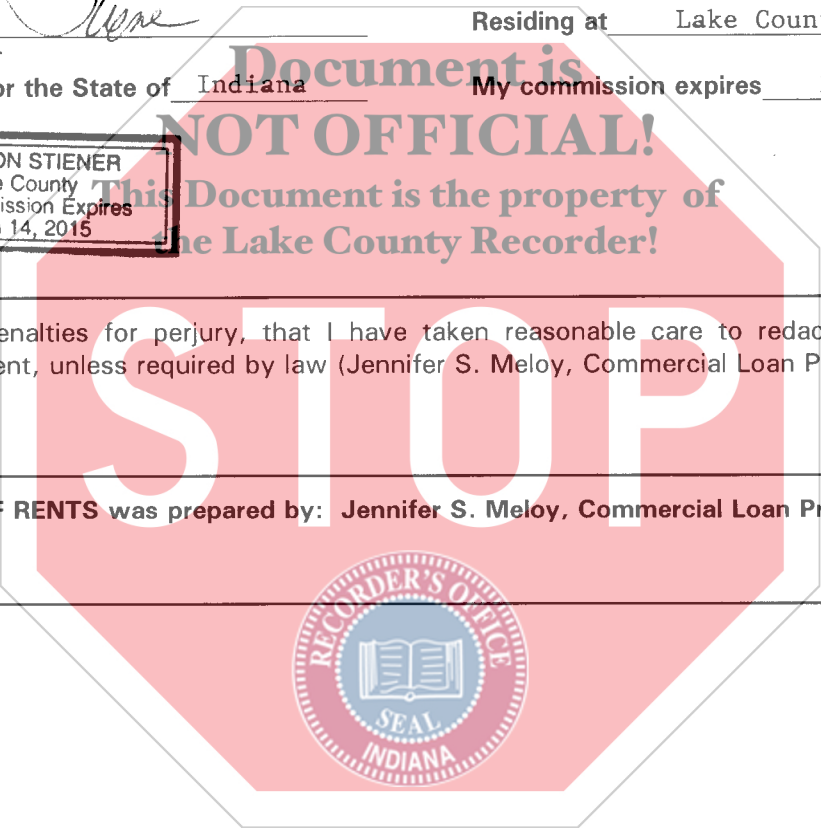 Residing at Lake Coun
Document is
or the State of Indiana My commission expires
NOT OFFICIAL!
ON STIENER
e County
This Document is the property of
ission Expires
14, 2015
the Lake County Recorder!
enalties for perjury, that I have taken reasonable care to redac
ent, unless required by law (Jennifer S. Meloy, Commercial Loan P
STOP
F RENTS was prepared by: Jennifer S. Meloy, Commercial Loan Pr
RECORDER'S OFFICE
SEAL
INDIANA